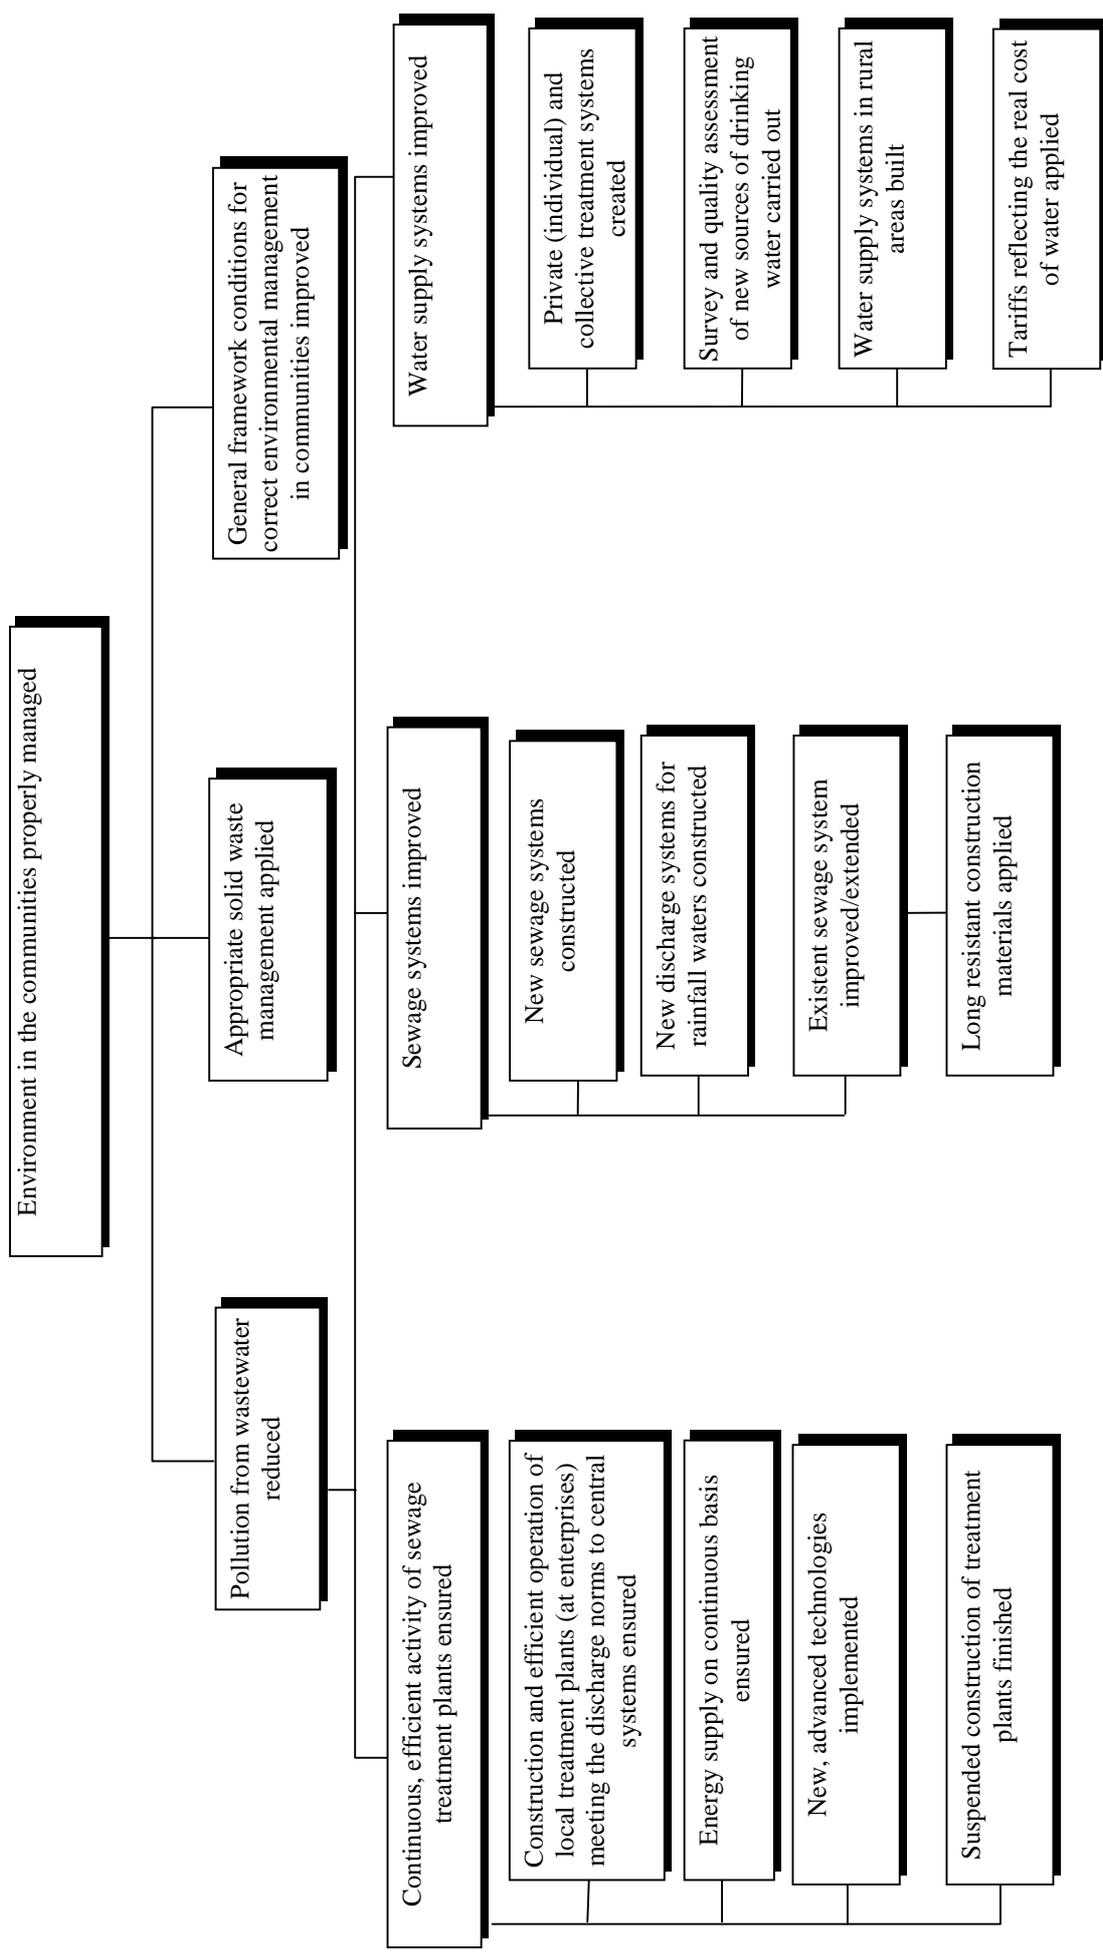 Environment in the communities properly managed
Pollution from wastewater
reduced
Appropriate solid waste
management applied
General framework conditions for
correct environmental management
in communities improved
Continuous, efficient activity of sewage
treatment plants ensured
Construction and efficient operation of
local treatment plants (at enterprises)
meeting the discharge norms to central
systems ensured
Energy supply on continuous basis
ensured
New, advanced technologies
implemented
Suspended construction of treatment
plants finished
Sewage systems improved
New sewage systems
constructed
New discharge systems for
rainfall waters constructed
Existent sewage system
improved/extended
Long resistant construction
materials applied
Water supply systems improved
Private (individual) and
collective treatment systems
created
Survey and quality assessment
of new sources of drinking
water carried out
Water supply systems in rural
areas built
Tariffs reflecting the real cost
of water applied